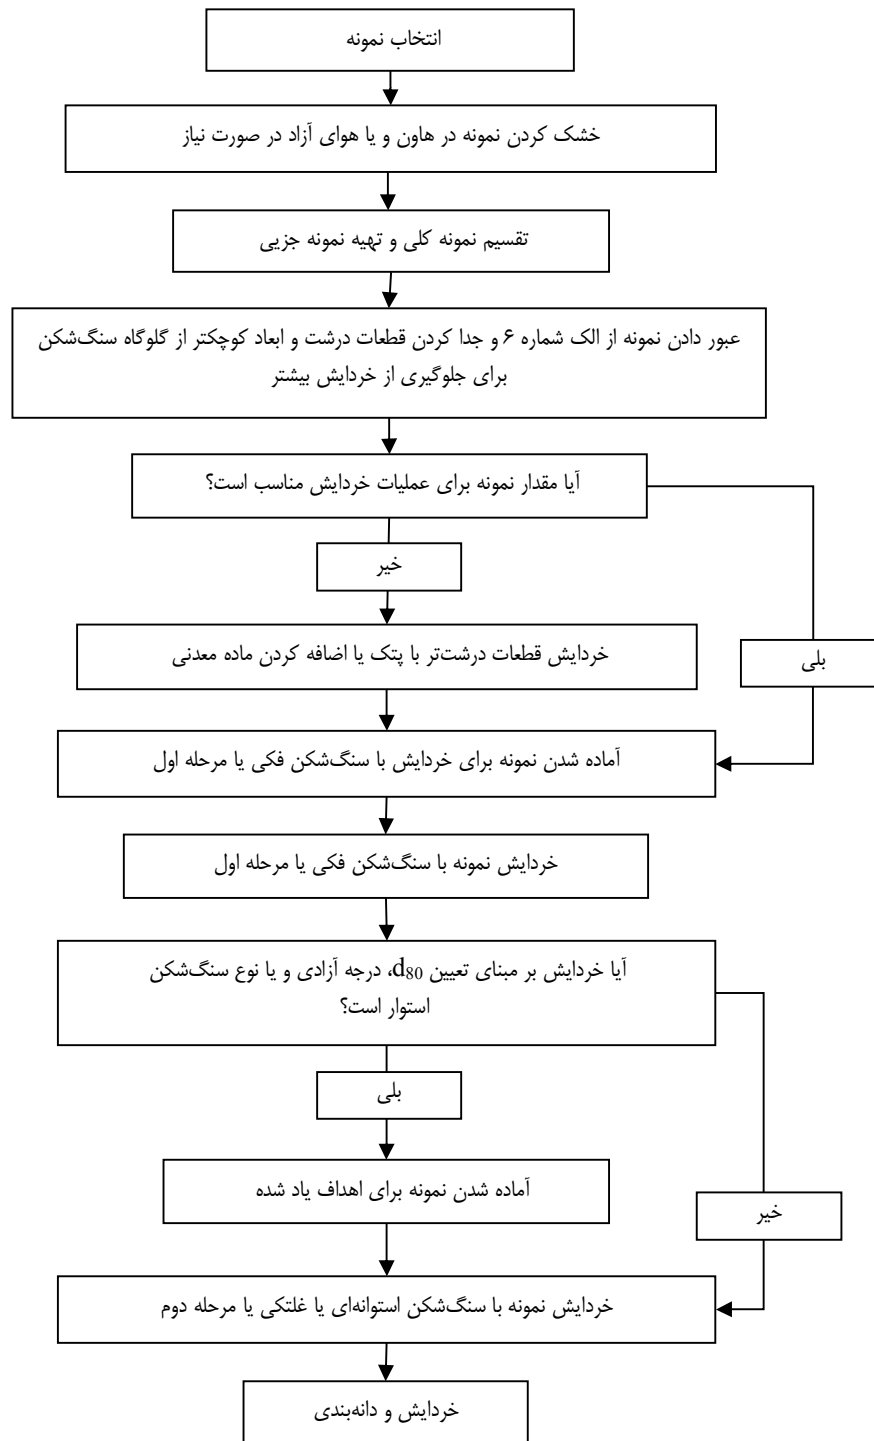 انتخاب نمونه
خشک کردن نمونه در هاون و یا هوای آزاد در صورت نیاز
تقسیم نمونه کلی و تهیه نمونه جزیی
عبور دادن نمونه از الک شماره ۶ و جدا کردن قطعات درشت و ابعاد کوچکتر از گلوگاه سنگ‌شکن
برای جلوگیری از خردایش بیشتر
آیا مقدار نمونه برای عملیات خردایش مناسب است؟
خیر
خردایش قطعات درشت‌تر با پتک یا اضافه کردن ماده معدنی
بلی
آماده شدن نمونه برای خردایش با سنگ‌شکن فکی یا مرحله اول
خردایش نمونه با سنگ‌شکن فکی یا مرحله اول
آیا خردایش بر مبنای تعیین d80، درجه آزادی و یا نوع سنگ‌شکن
استوار است؟
بلی
آماده شدن نمونه برای اهداف یاد شده
خیر
خردایش نمونه با سنگ‌شکن استوانه‌ای یا غلتکی یا مرحله دوم
خردایش و دانه‌بندی